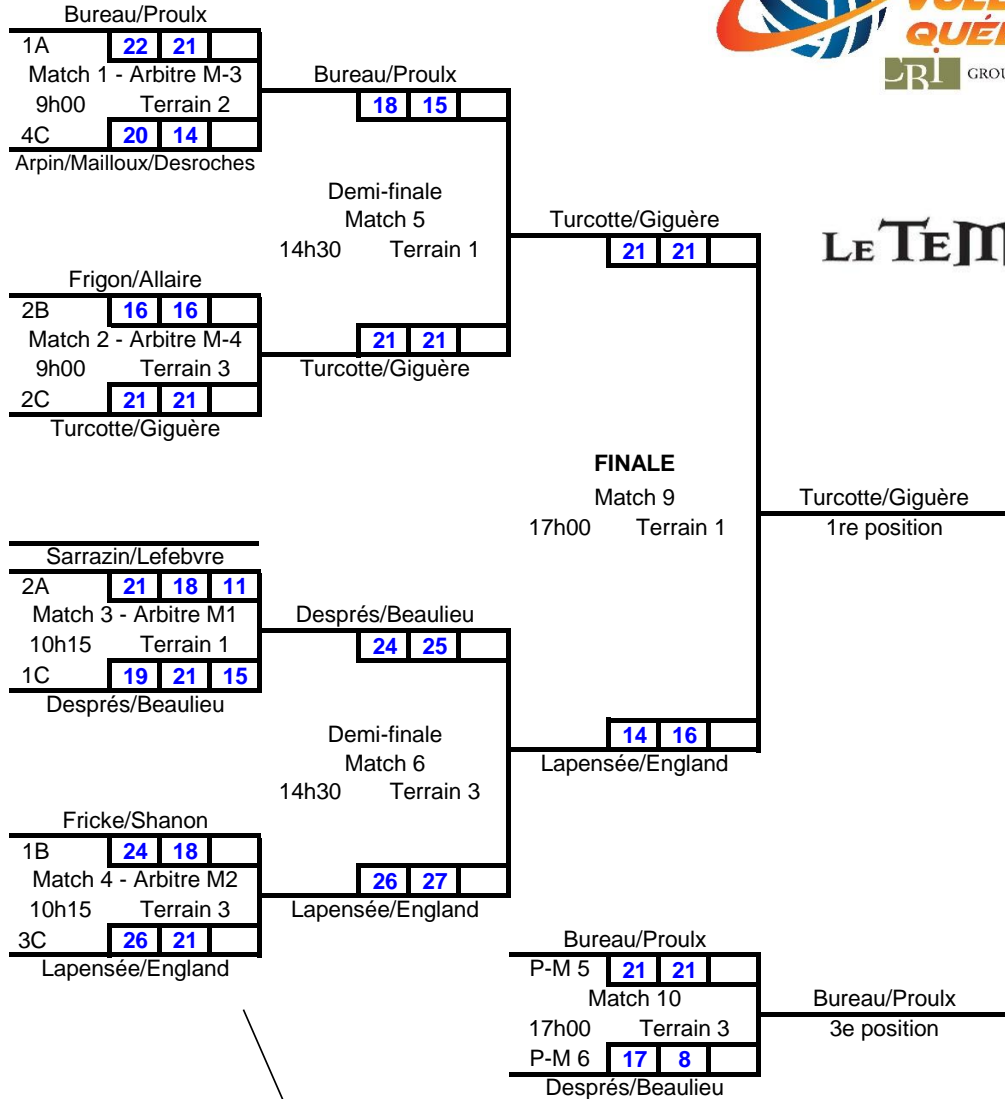 Bureau/Proulx
1A 22 21
Match 1 - Arbitre M-3
9h00 Terrain 2
4C 20 14
Arpin/Mailloux/Desroches
Frigon/Allaire
2B 16 16
Match 2 - Arbitre M-4
9h00 Terrain 3
2C 21 21
Turcotte/Giguère
Sarrazin/Lefebvre
2A 21 18 11
Match 3 - Arbitre M1
10h15 Terrain 1
1C 19 21 15
Després/Beaulieu
Fricke/Shanon
1B 24 18
Match 4 - Arbitre M2
10h15 Terrain 3
3C 26 21
Lapensée/England
Bureau/Proulx
18 15
Demi-finale
Match 5
14h30 Terrain 1
21 21
Turcotte/Giguère
Després/Beaulieu
24 25
Demi-finale
Match 6
14h30 Terrain 3
26 27
Lapensée/England
Turcotte/Giguère
21 21
FINALE
Match 9
17h00 Terrain 1
14 16
Lapensée/England
Turcotte/Giguère
1re position
Bureau/Proulx
P-M 5 21 21
Match 10
17h00 Terrain 3
P-M 6 17 8
Després/Beaulieu
Bureau/Proulx
3e position
LE TEM